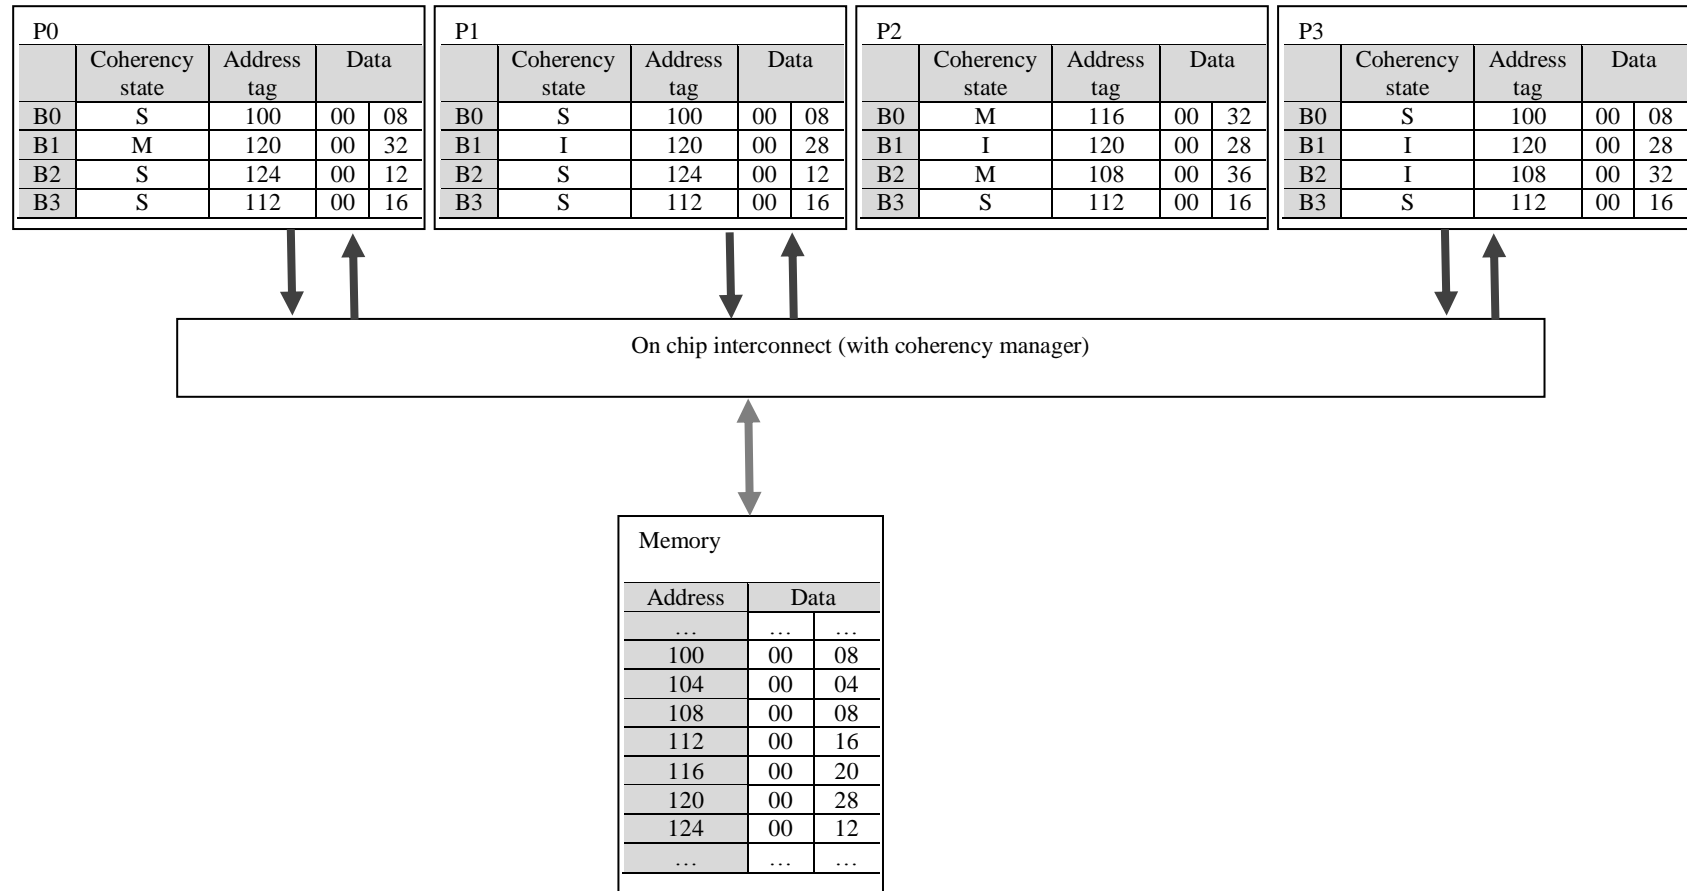 P0
Coherency state Address tag Data
B0 S 100 00 08
B1 M 120 00 32
B2 S 124 00 12
B3 S 112 00 16
P1
Coherency state Address tag Data
B0 S 100 00 08
B1 I 120 00 28
B2 S 124 00 12
B3 S 112 00 16
P2
Coherency state Address tag Data
B0 M 116 00 32
B1 I 120 00 28
B2 M 108 00 36
B3 S 112 00 16
P3
Coherency state Address tag Data
B0 S 100 00 08
B1 I 120 00 28
B2 I 108 00 32
B3 S 112 00 16
On chip interconnect (with coherency manager)
Memory
Address Data
… … …
100 00 08
104 00 04
108 00 08
112 00 16
116 00 20
120 00 28
124 00 12
… … …